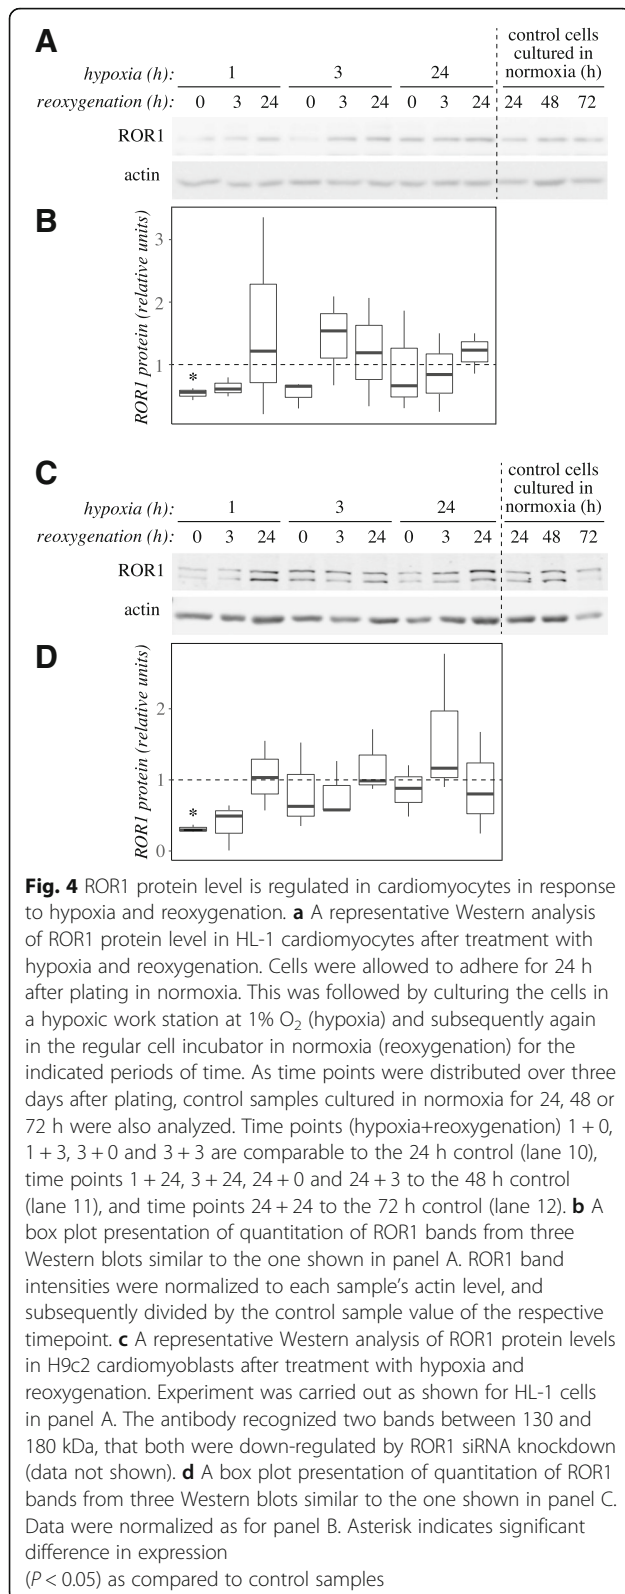 A
control cells
cultured in
normoxia (h)
hypoxia (h): 1 3 24
reoxygenation (h): 0 3 24 0 3 24 0 3 24 24 48 72
ROR1
actin
B
ROR1 protein (relative units)
3
2
1
*
C
control cells
cultured in
normoxia (h)
hypoxia (h): 1 3 24
reoxygenation (h): 0 3 24 0 3 24 0 3 24 24 48 72
ROR1
actin
D
ROR1 protein (relative units)
2
1
0
*
Fig. 4 ROR1 protein level is regulated in cardiomyocytes in response
to hypoxia and reoxygenation. a A representative Western analysis
of ROR1 protein level in HL-1 cardiomyocytes after treatment with
hypoxia and reoxygenation. Cells were allowed to adhere for 24 h
after plating in normoxia. This was followed by culturing the cells in
a hypoxic work station at 1% O₂ (hypoxia) and subsequently again
in the regular cell incubator in normoxia (reoxygenation) for the
indicated periods of time. As time points were distributed over three
days after plating, control samples cultured in normoxia for 24, 48 or
72 h were also analyzed. Time points (hypoxia+reoxygenation) 1 + 0,
1 + 3, 3 + 0 and 3 + 3 are comparable to the 24 h control (lane 10),
time points 1 + 24, 3 + 24, 24 + 0 and 24 + 3 to the 48 h control
(lane 11), and time points 24 + 24 to the 72 h control (lane 12). b A
box plot presentation of quantitation of ROR1 bands from three
Western blots similar to the one shown in panel A. ROR1 band
intensities were normalized to each sample's actin level, and
subsequently divided by the control sample value of the respective
timepoint. c A representative Western analysis of ROR1 protein levels
in H9c2 cardiomyoblasts after treatment with hypoxia and
reoxygenation. Experiment was carried out as shown for HL-1 cells
in panel A. The antibody recognized two bands between 130 and
180 kDa, that both were down-regulated by ROR1 siRNA knockdown
(data not shown). d A box plot presentation of quantitation of ROR1
bands from three Western blots similar to the one shown in panel C.
Data were normalized as for panel B. Asterisk indicates significant
difference in expression
(P < 0.05) as compared to control samples